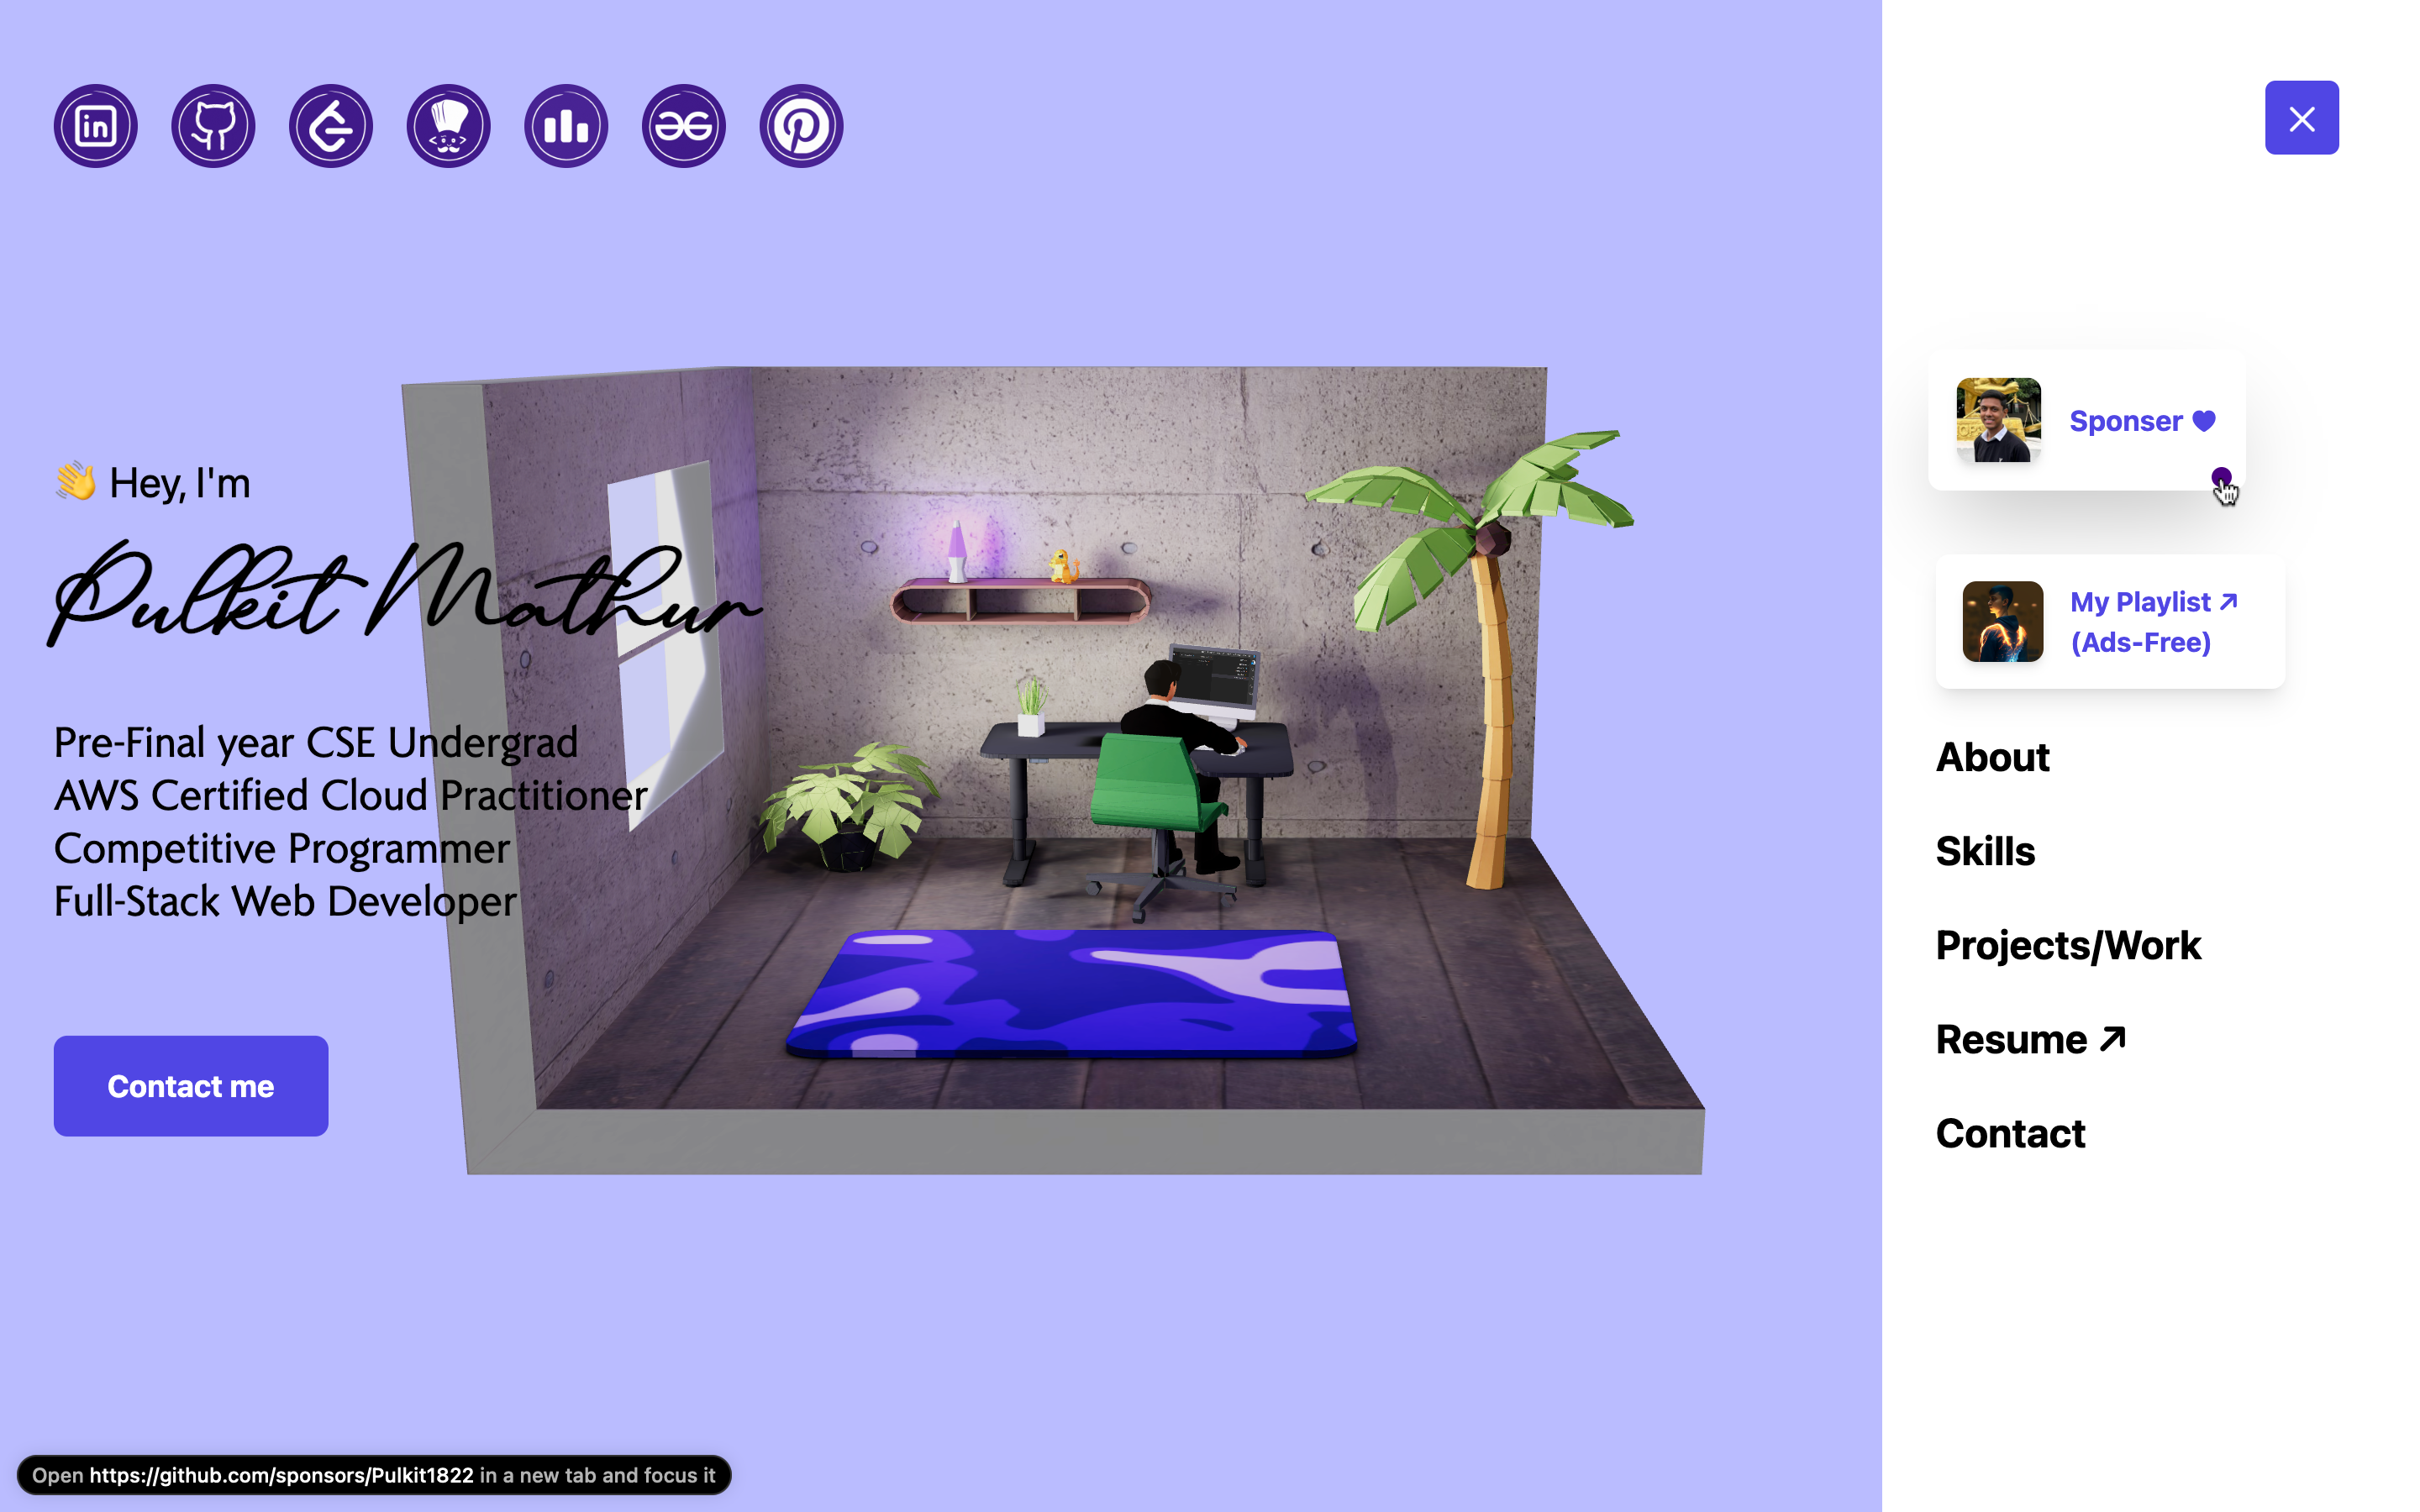 in
👋 Hey, I'm
Pulkit Mathur
Pre-Final year CSE Undergrad
AWS Certified Cloud Practitioner
Competitive Programmer
Full-Stack Web Developer
Contact me
Sponser
My Playlist
(Ads-Free)
About
Skills
Projects/Work
Resume
Contact
Open https://github.com/sponsors/Pulkit1822 in a new tab and focus it